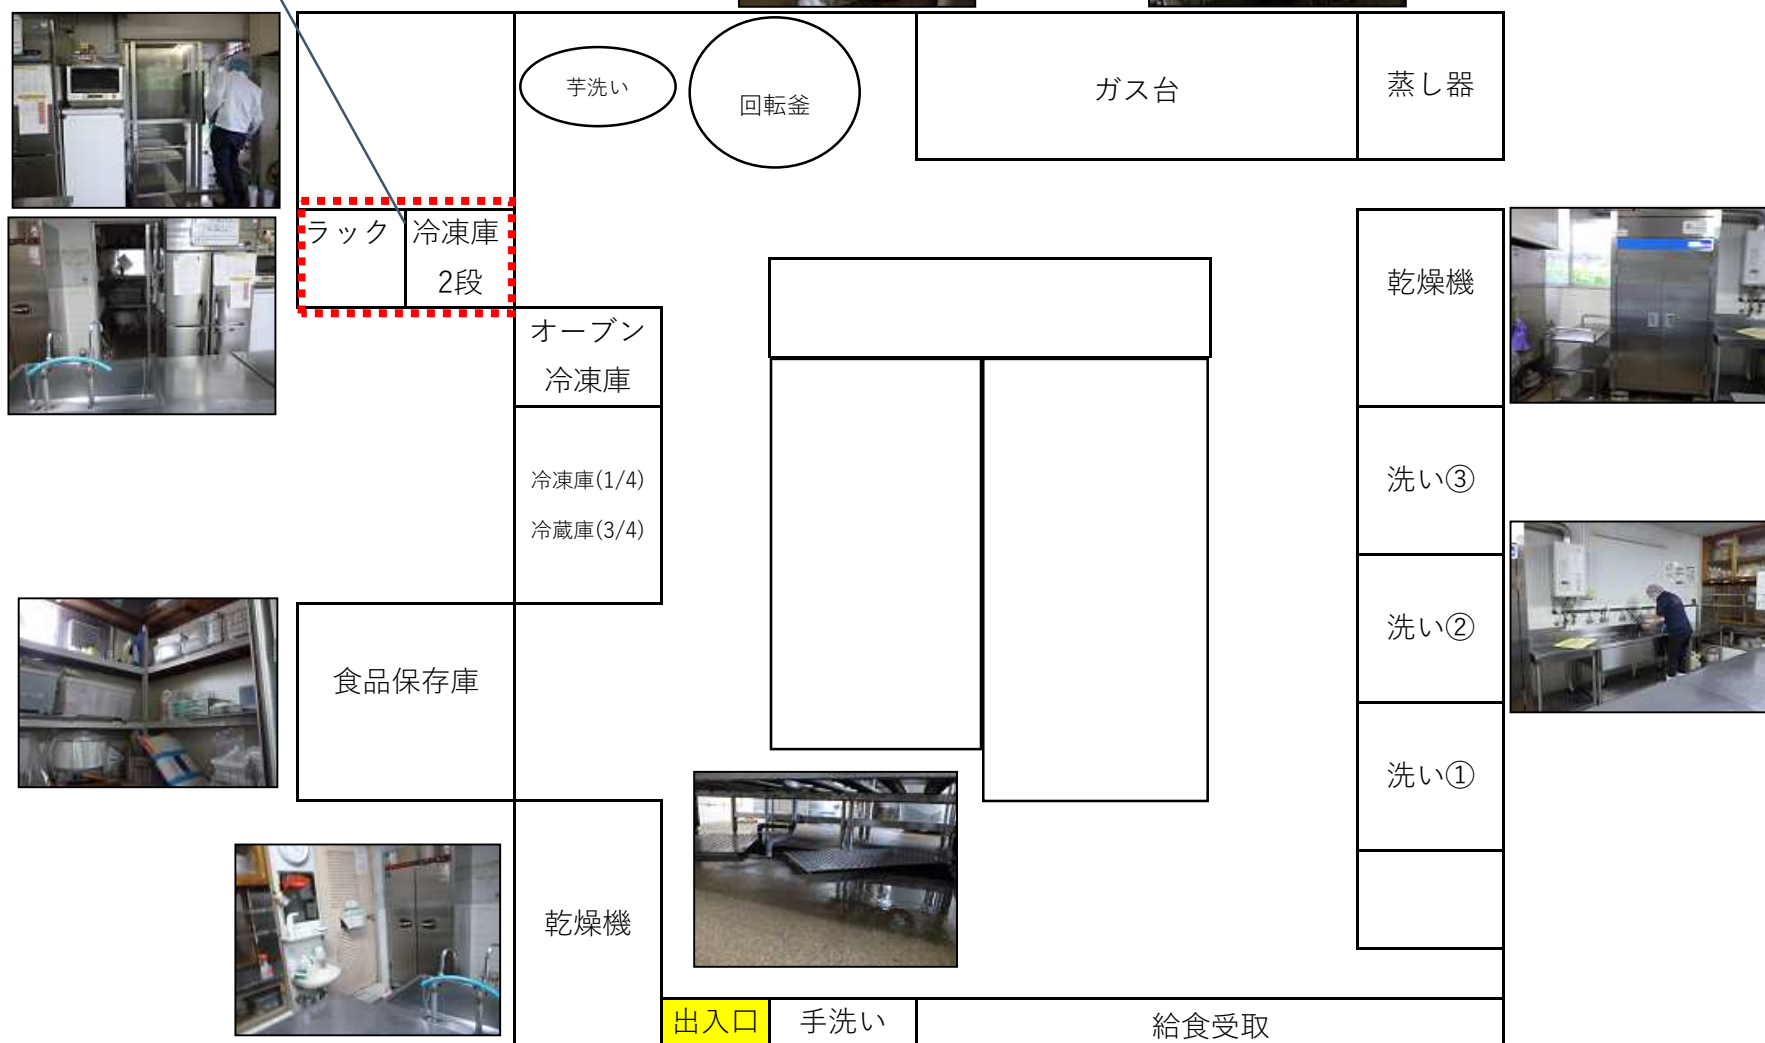 芋洗い
回転釜
ガス台
蒸し器
ラック
冷凍庫
2段
乾燥機
オーブン
冷凍庫
冷凍庫(1/4)
冷蔵庫(3/4)
洗い③
洗い②
食品保存庫
洗い①
乾燥機
出入口
手洗い
給食受取